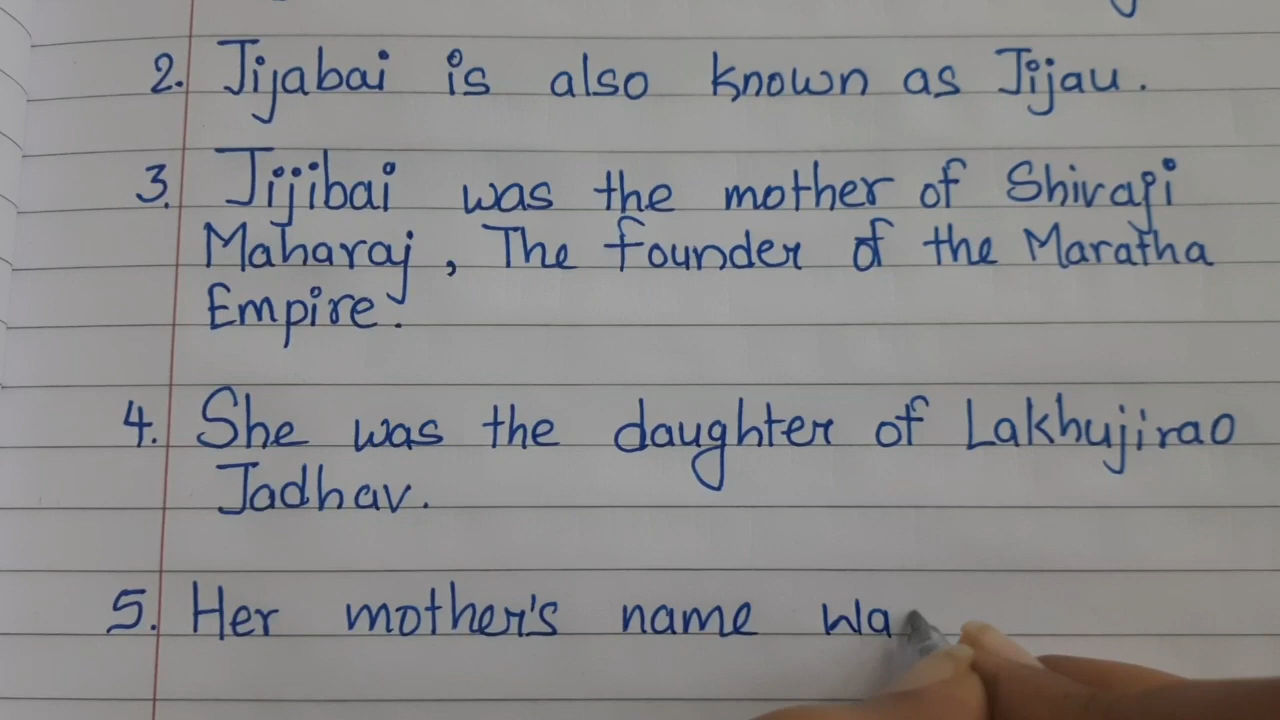 2. Jijabai is also known as Jijau.
3. Jijibai was the mother of Shivaji
Maharaj, The founder of the Maratha
Empire.
4. She was the daughter of Lakhujirao
Jadhav.
5. Her mother's name wa